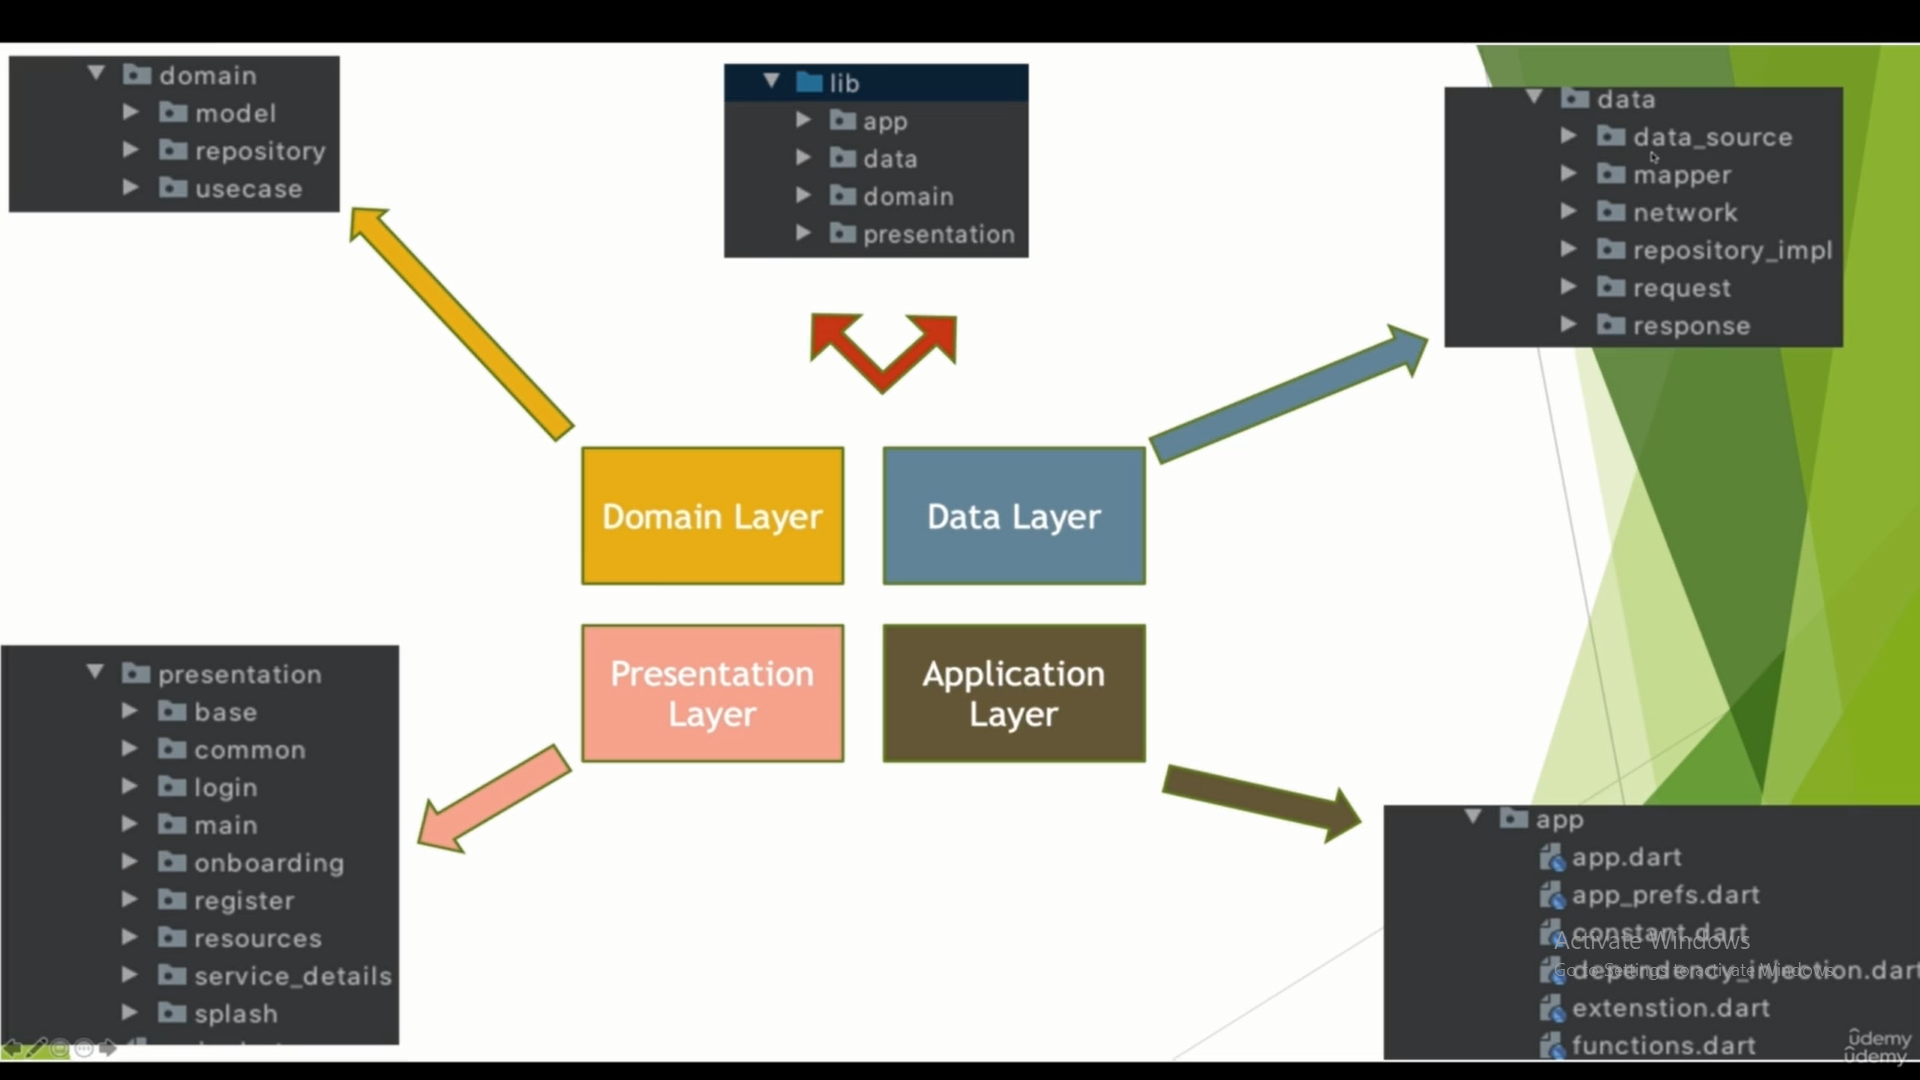 domain
model
repository
usecase
lib
app
data
domain
presentation
data
data_source
mapper
network
repository_impl
request
response
Domain Layer
Data Layer
Presentation
Layer
Application
Layer
presentation
base
common
login
main
onboarding
register
resources
service_details
splash
app
app.dart
app_prefs.dart
constant.dart
Activate Windows
dependency_injection.dart
Go to Settings to activate Windows.
extenstion.dart
functions.dart
udemy
udemy